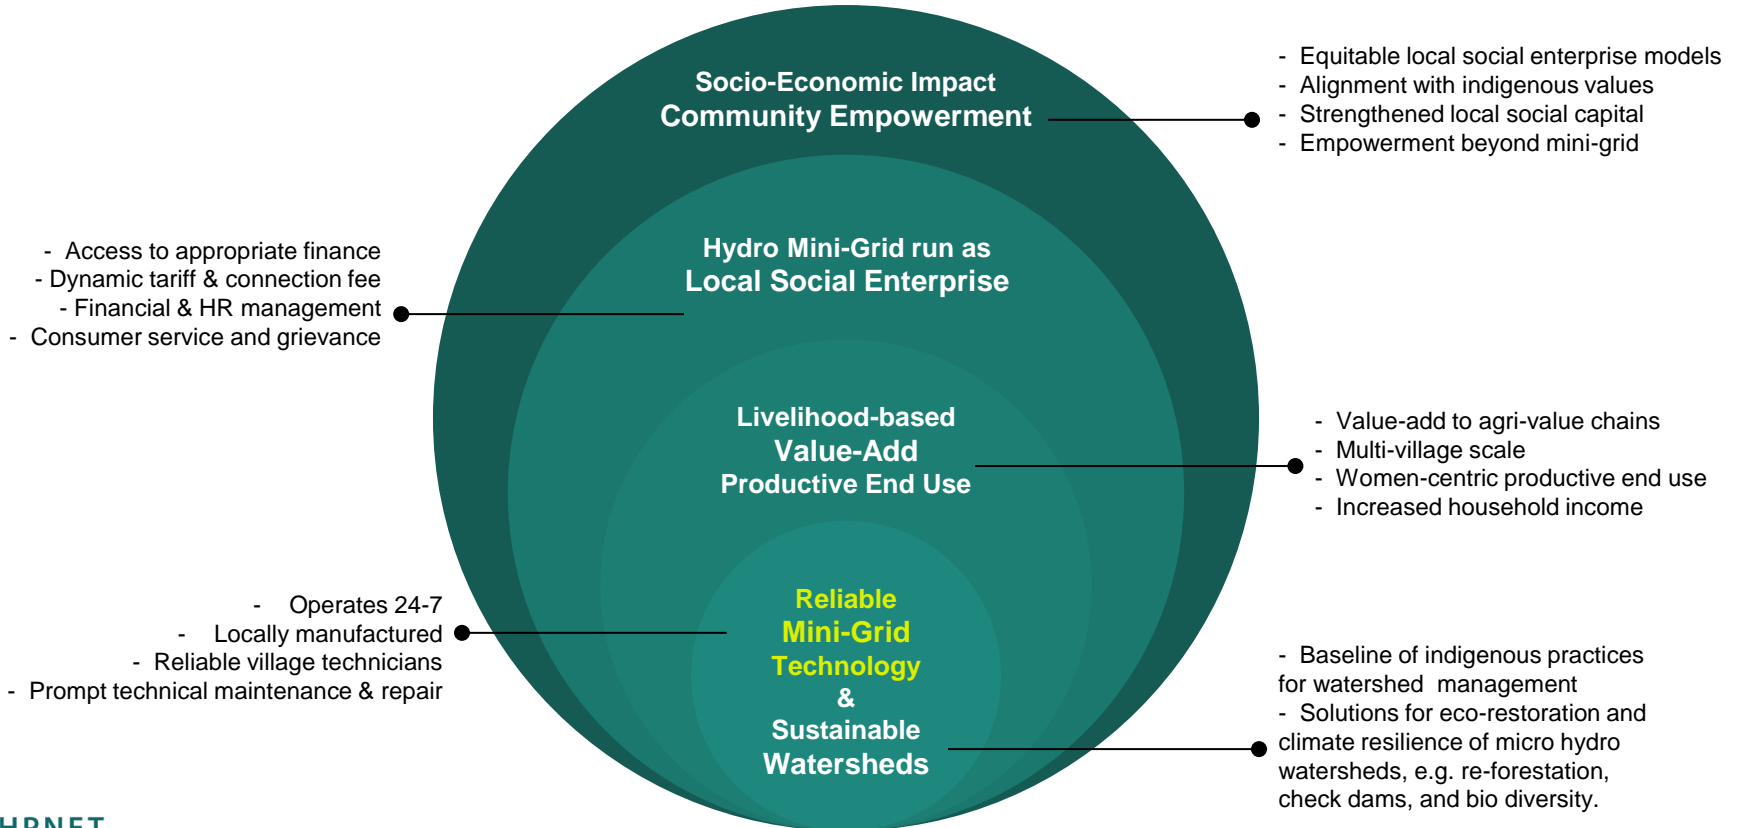 Socio-Economic Impact
Community Empowerment
- Equitable local social enterprise models
- Alignment with indigenous values
- Strengthened local social capital
- Empowerment beyond mini-grid
Hydro Mini-Grid run as
Local Social Enterprise
- Access to appropriate finance
- Dynamic tariff & connection fee
- Financial & HR management
- Consumer service and grievance
Livelihood-based
Value-Add
Productive End Use
- Value-add to agri-value chains
- Multi-village scale
- Women-centric productive end use
- Increased household income
Reliable
Mini-Grid
Technology
&
Sustainable
Watersheds
- Operates 24-7
- Locally manufactured
- Reliable village technicians
- Prompt technical maintenance & repair
- Baseline of indigenous practices
for watershed management
- Solutions for eco-restoration and
climate resilience of micro hydro
watersheds, e.g. re-forestation,
check dams, and bio diversity.